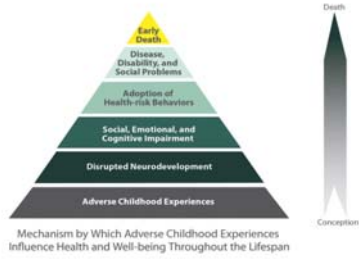 Death
Early
Death
Disease,
Disability, and
Social Problems
Adoption of
Health-risk Behaviors
Social, Emotional, and
Cognitive Impairment
Disrupted Neurodevelopment
Adverse Childhood Experiences
Conception
Mechanism by Which Adverse Childhood Experiences
Influence Health and Well-being Throughout the Lifespan